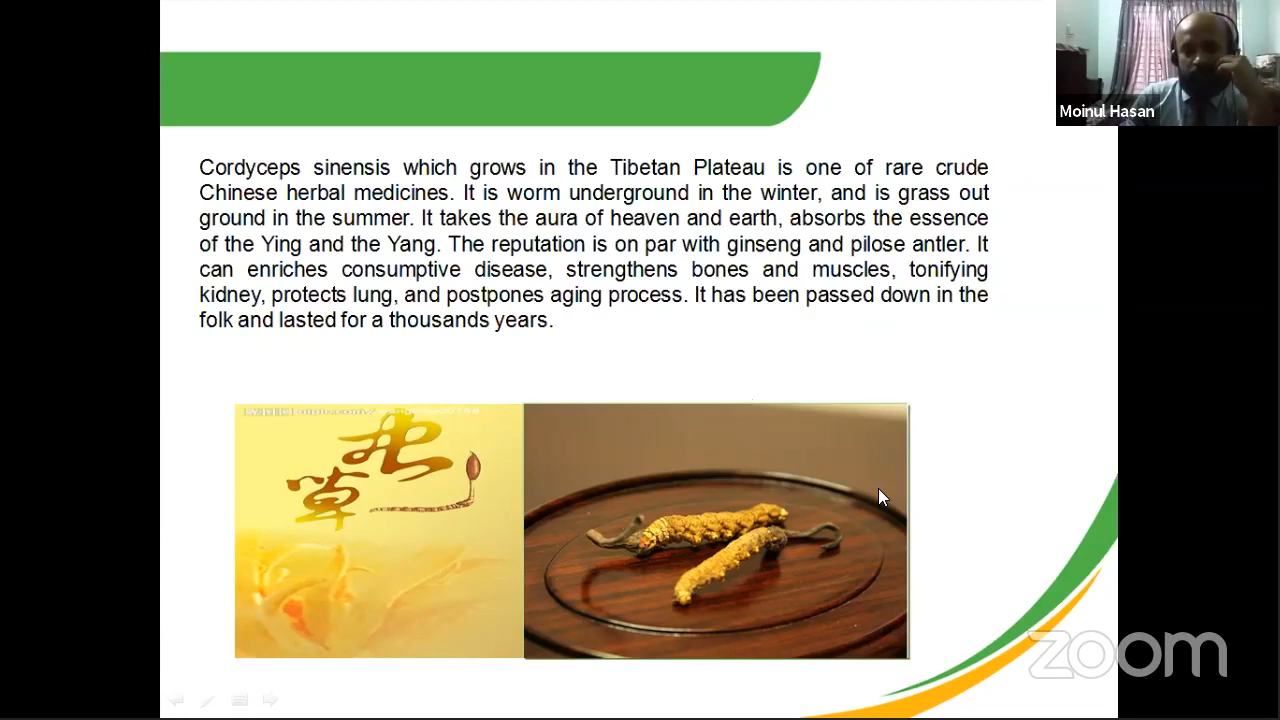 Moinul Hasan
Cordyceps sinensis which grows in the Tibetan Plateau is one of rare crude
Chinese herbal medicines. It is worm underground in the winter, and is grass out
ground in the summer. It takes the aura of heaven and earth, absorbs the essence
of the Ying and the Yang. The reputation is on par with ginseng and pilose antler. It
can enriches consumptive disease, strengthens bones and muscles, tonifying
kidney, protects lung, and postpones aging process. It has been passed down in the
folk and lasted for a thousands years.
虫
草
zoom